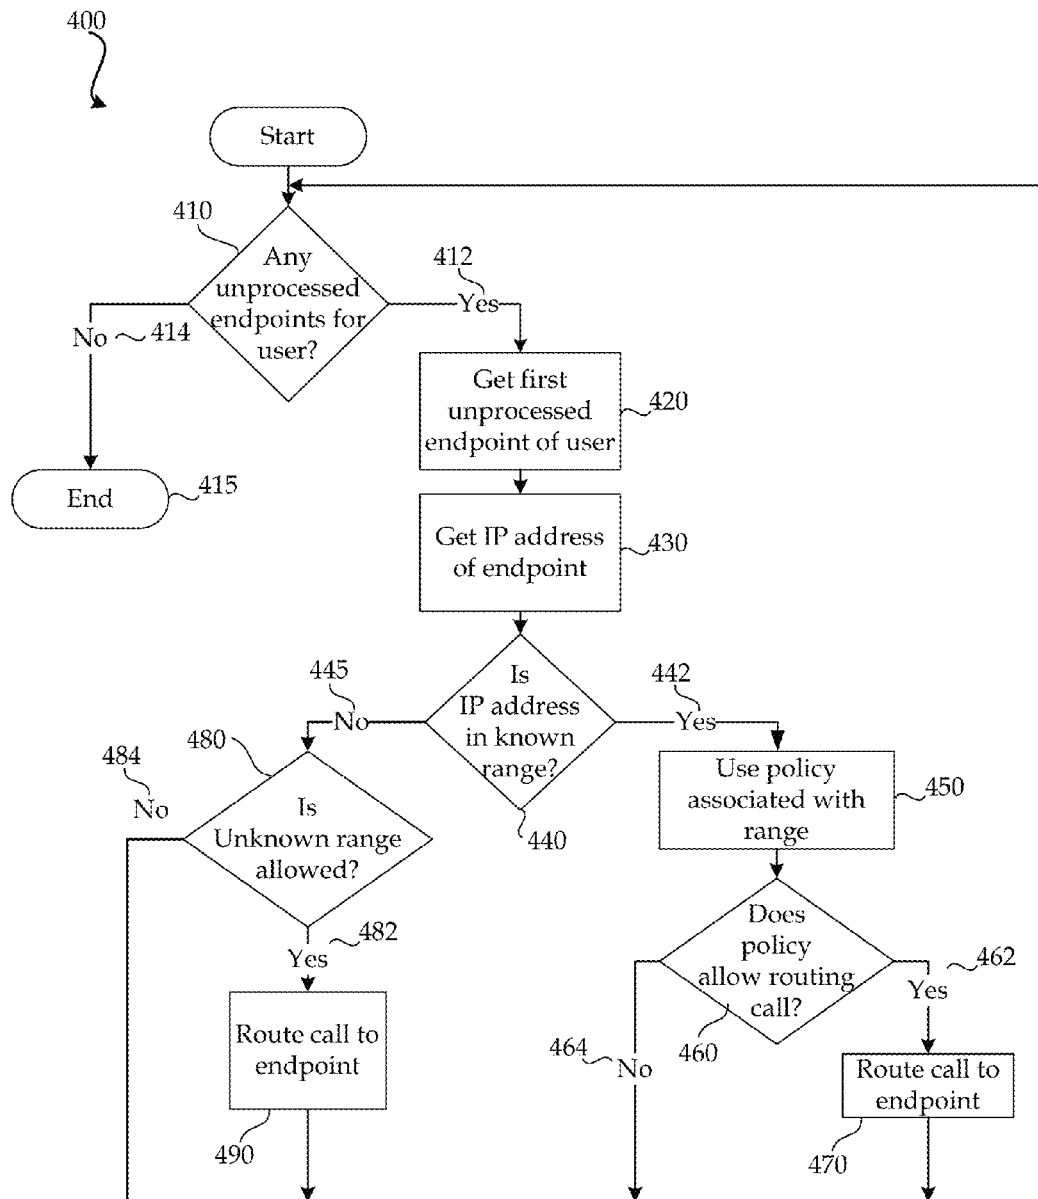 400
Start
410
Any
unprocessed
endpoints for
user?
412
Yes
No
414
Get first
unprocessed
endpoint of user
420
End
415
Get IP address
of endpoint
430
Is
IP address
in known
range?
440
445
No
442
Yes
480
484
No
Is
Unknown range
allowed?
Use policy
associated with
range
450
482
Yes
Does
policy
allow routing
call?
460
462
Yes
464
No
Route call to
endpoint
490
Route call to
endpoint
470